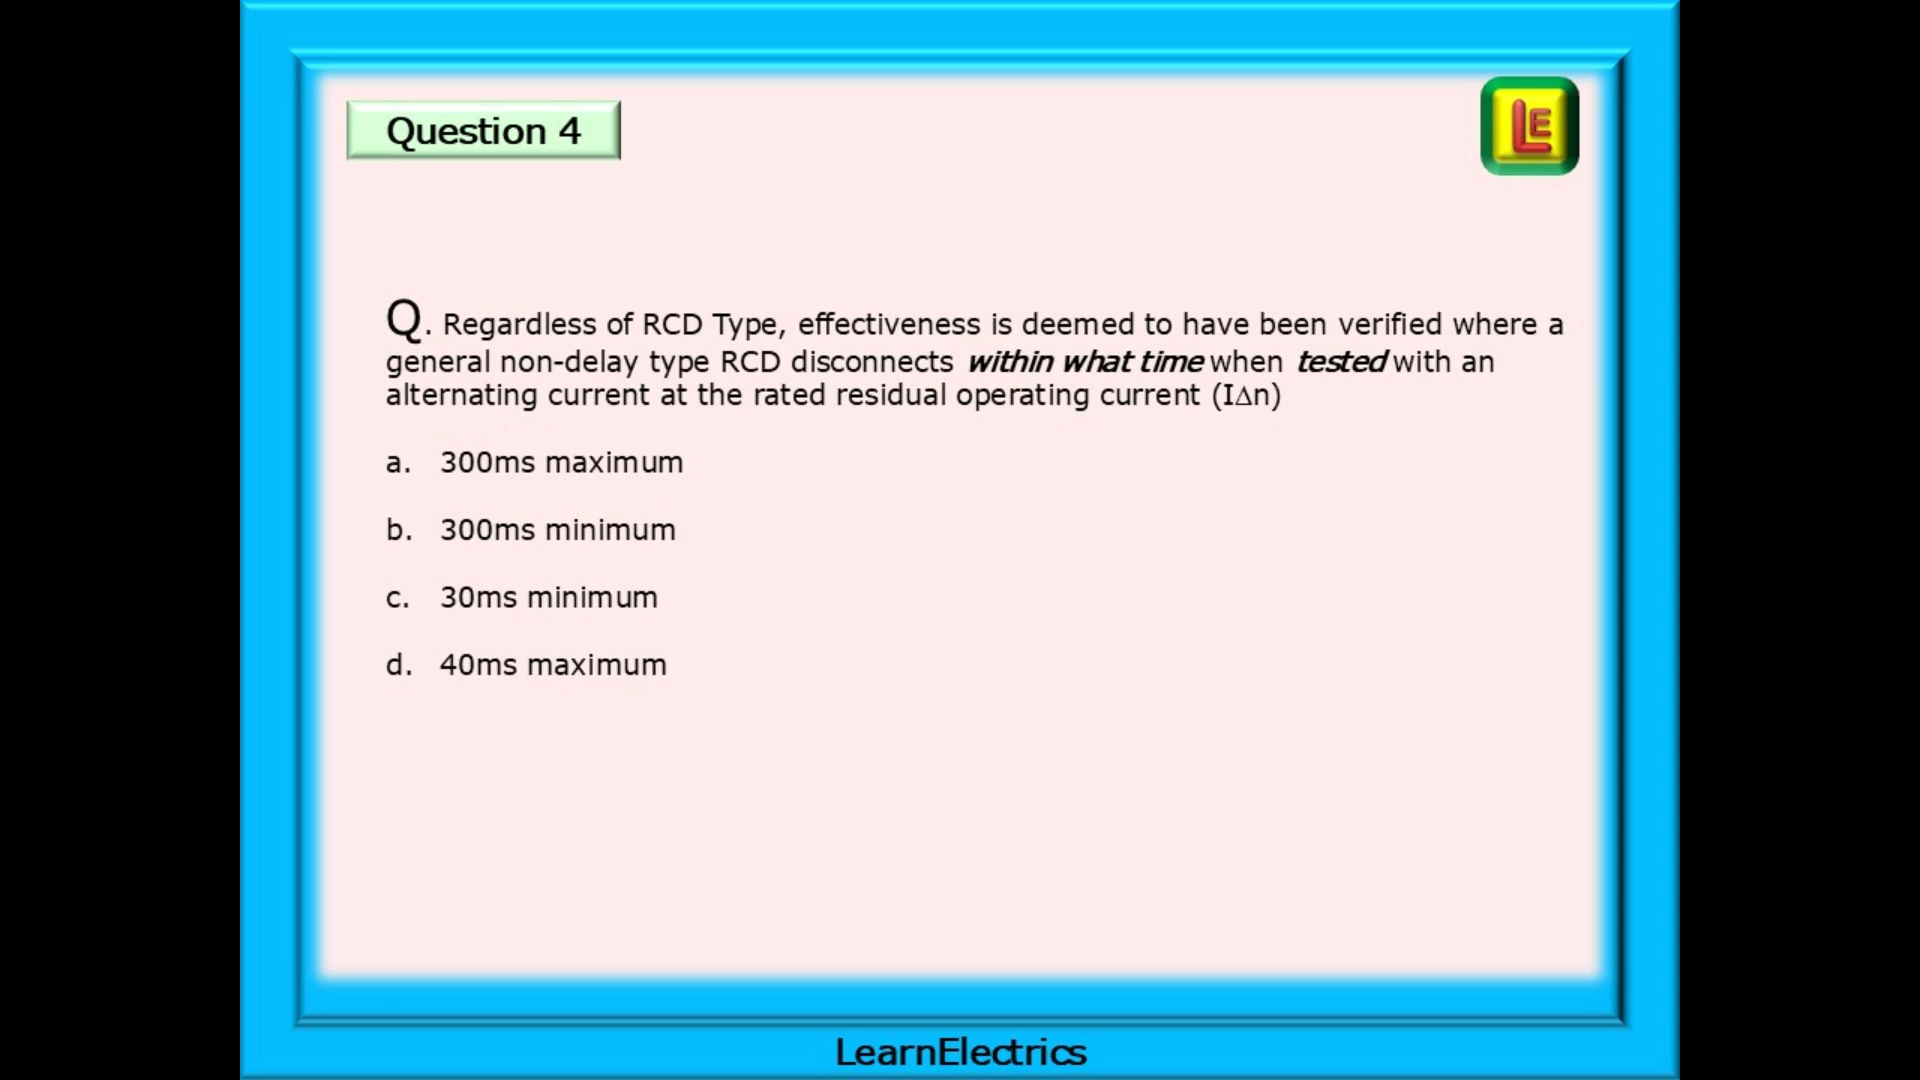 Question 4
LE
Q. Regardless of RCD Type, effectiveness is deemed to have been verified where a
general non-delay type RCD disconnects within what time when tested with an
alternating current at the rated residual operating current (I∆n)
a. 300ms maximum
b. 300ms minimum
c. 30ms minimum
d. 40ms maximum
LearnElectrics